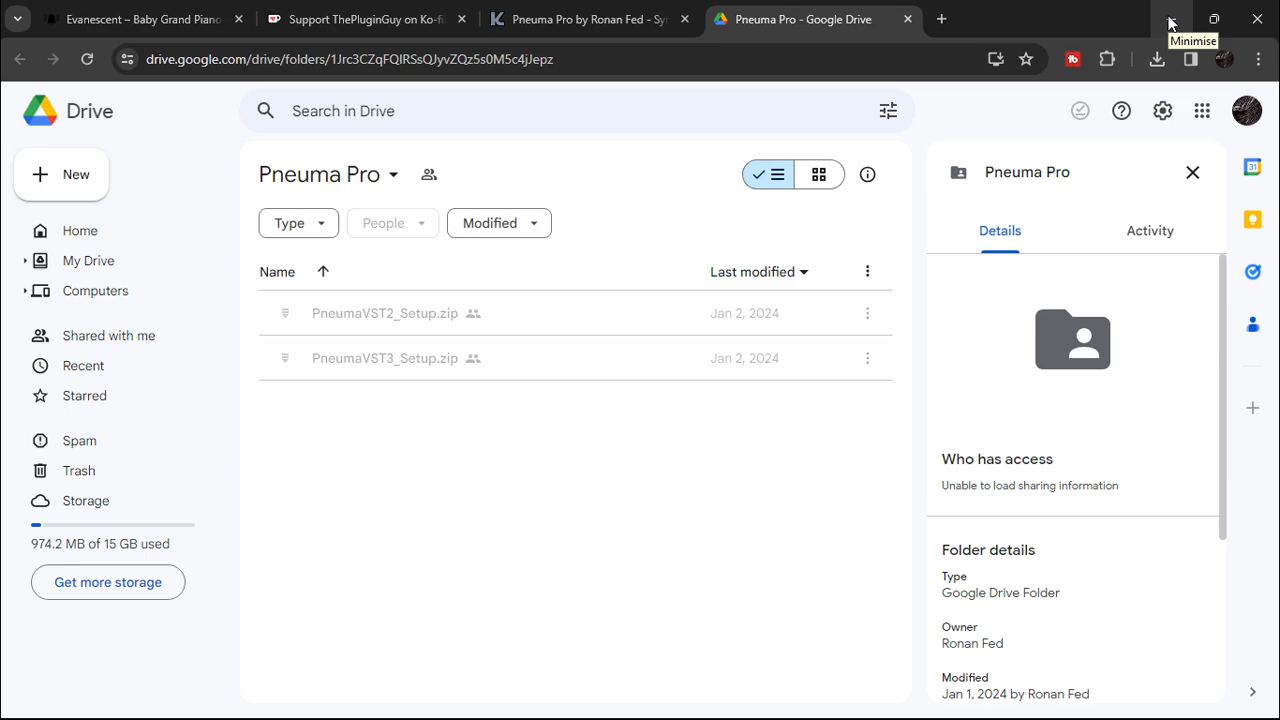 Evanescent – Baby Grand Piano
Support ThePluginGuy on Ko-fi
Pneuma Pro by Ronan Fed - Syn
Pneuma Pro - Google Drive
Minimise
drive.google.com/drive/folders/1Jrc3CZqFQIRSsQJyvZQz5s0M5c4jJepz
Drive
Search in Drive
New
Home
My Drive
Computers
Shared with me
Recent
Starred
Spam
Trash
Storage
974.2 MB of 15 GB used
Get more storage
Pneuma Pro
Type
People
Modified
Name
Last modified
PneumaVST2_Setup.zip
Jan 2, 2024
PneumaVST3_Setup.zip
Jan 2, 2024
Pneuma Pro
Details
Activity
Who has access
Unable to load sharing information
Folder details
Type
Google Drive Folder
Owner
Ronan Fed
Modified
Jan 1, 2024 by Ronan Fed
31